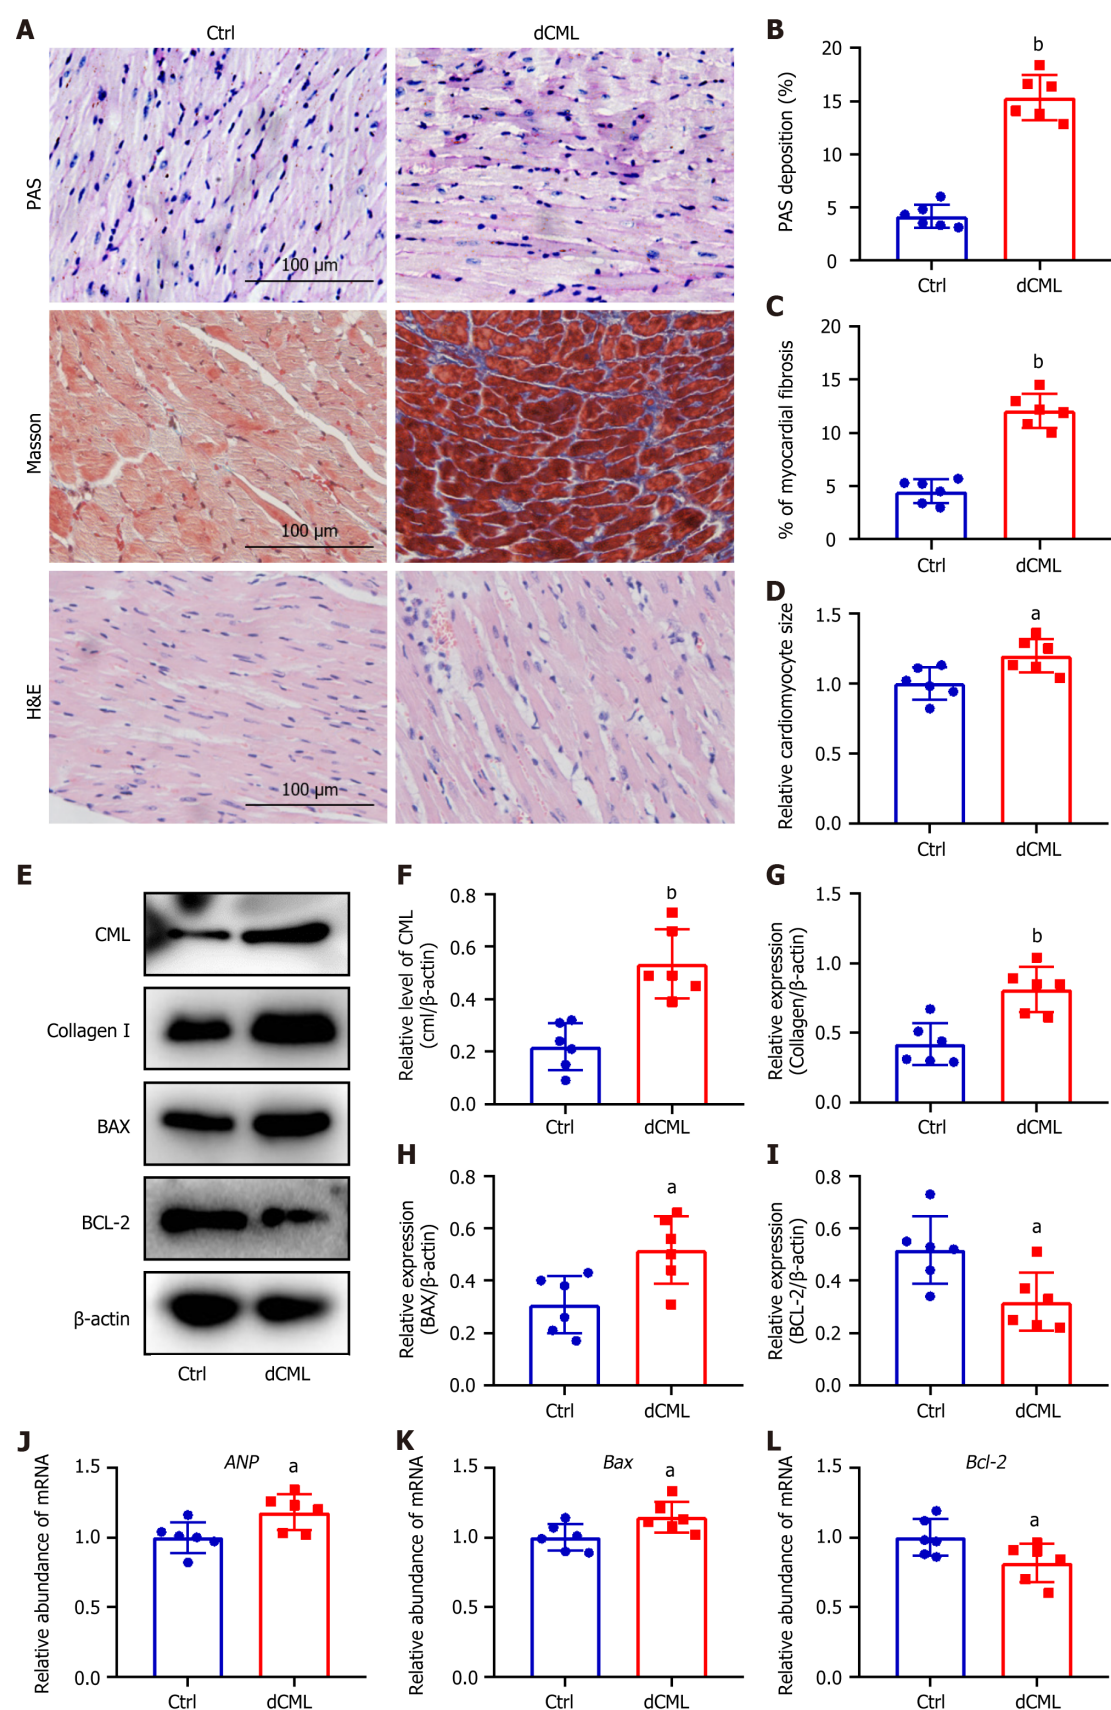 A
Ctrl
dCML
PAS
100 μm
Masson
100 μm
H&E
100 μm
B
PAS deposition (%)
20
15
10
5
0
b
Ctrl
dCML
C
% of myocardial fibrosis
20
15
10
5
0
b
Ctrl
dCML
D
Relative cardiomyocyte size
1.5
1.0
0.5
0.0
a
Ctrl
dCML
E
CML
Collagen I
BAX
BCL-2
β-actin
Ctrl
dCML
F
Relative level of CML
(cml/β-actin)
0.8
0.6
0.4
0.2
0.0
b
Ctrl
dCML
G
Relative expression
(Collagen/β-actin)
1.5
1.0
0.5
0.0
b
Ctrl
dCML
H
Relative expression
(BAX/β-actin)
0.8
0.6
0.4
0.2
0.0
a
Ctrl
dCML
I
Relative expression
(BCL-2/β-actin)
0.8
0.6
0.4
0.2
0.0
a
Ctrl
dCML
J
Relative abundance of mRNA
ANP
1.5
1.0
0.5
0.0
a
Ctrl
dCML
K
Relative abundance of mRNA
Bax
1.5
1.0
0.5
0.0
a
Ctrl
dCML
L
Relative abundance of mRNA
Bcl-2
1.5
1.0
0.5
0.0
a
Ctrl
dCML